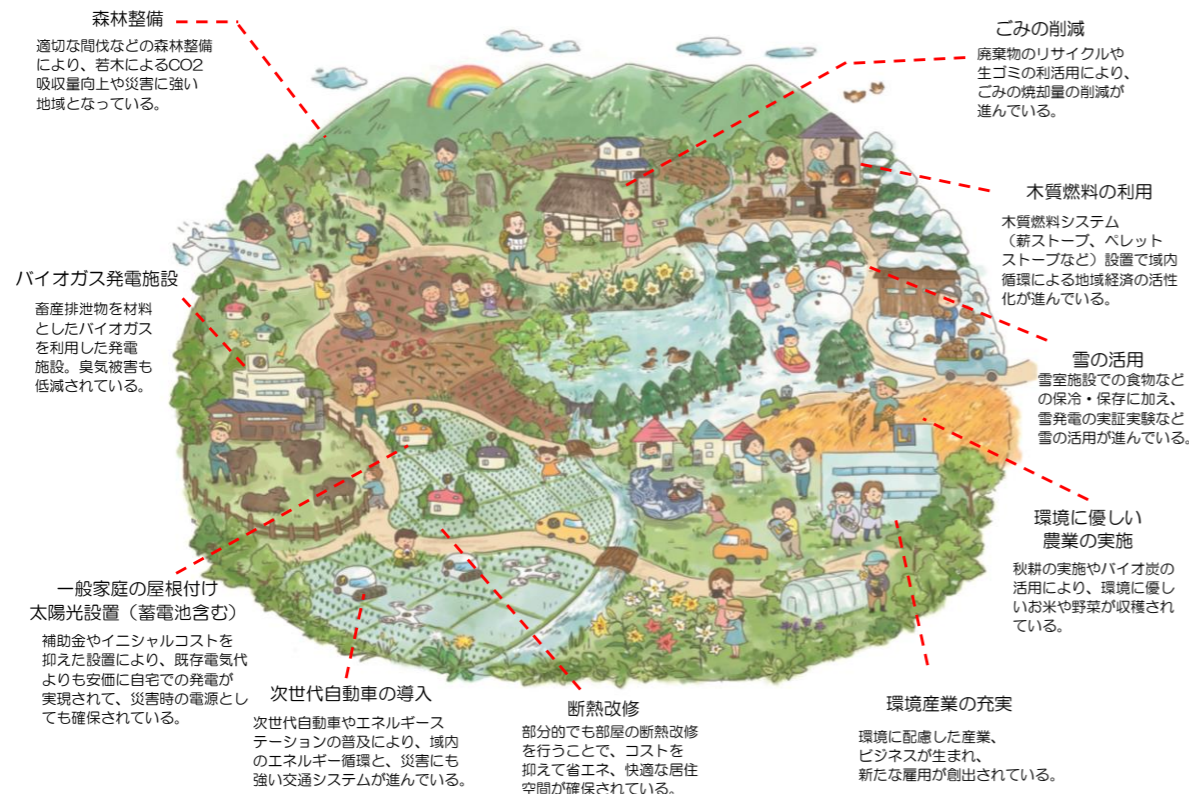 森林整備
適切な間伐などの森林整備
により、若木によるCO2
吸収量向上や災害に強い
地域となっている。
ごみの削減
廃棄物のリサイクルや
生ゴミの利活用により、
ごみの焼却量の削減が
進んでいる。
木質燃料の利用
木質燃料システム
（薪ストーブ、ペレット
ストーブなど）設置で域内
循環による地域経済の活性
化が進んでいる。
バイオガス発電施設
畜産排泄物を材料
としたバイオガス
を利用した発電
施設。臭気被害も
低減されている。
雪の活用
雪室施設での食物など
の保冷・保存に加え、
雪発電の実証実験など
雪の活用が進んでいる。
環境に優しい
農業の実施
秋耕の実施やバイオ炭の
活用により、環境に優し
いお米や野菜が収穫され
ている。
一般家庭の屋根付け
太陽光設置（蓄電池含む）
補助金やイニシャルコストを
抑えた設置により、既存電気代
よりも安価に自宅での発電が
実現されて、災害時の電源とし
ても確保されている。
次世代自動車の導入
次世代自動車やエネルギース
テーションの普及により、域内
のエネルギー循環と、災害にも
強い交通システムが進んでいる。
断熱改修
部分的でも部屋の断熱改修
を行うことで、コストを
抑えて省エネ、快適な居住
空間が確保されている。
環境産業の充実
環境に配慮した産業、
ビジネスが生まれ、
新たな雇用が創出されている。